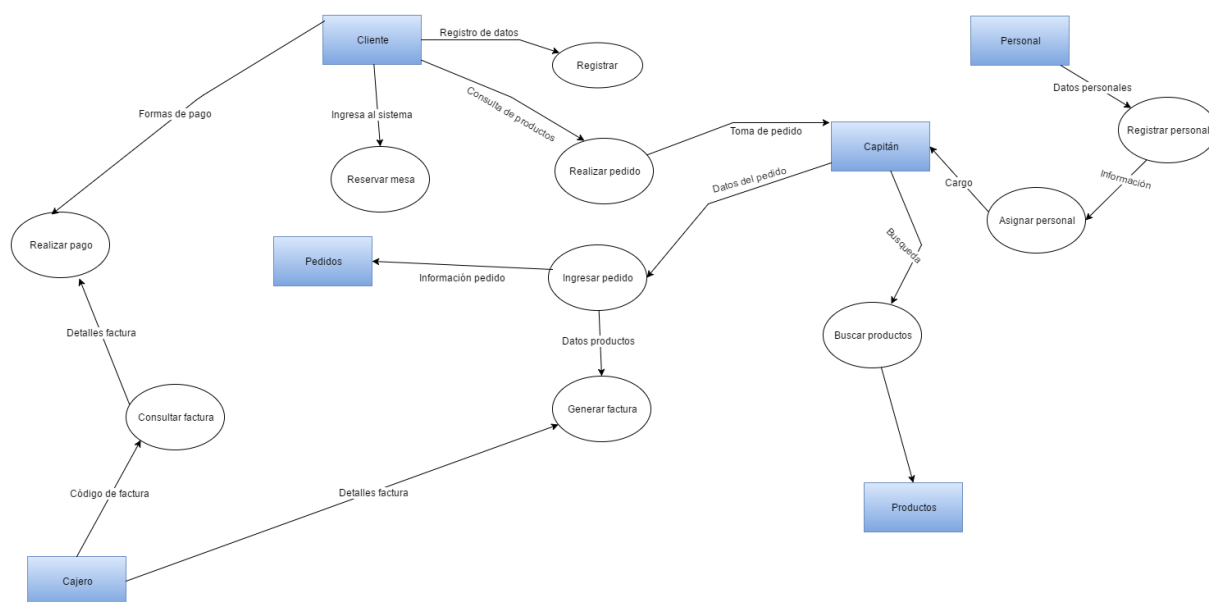 Cliente
Registro de datos
Registrar
Personal
Datos personales
Formas de pago
Ingresa al sistema
Consulta de productos
Toma de pedido
Registrar personal
Capitán
Realizar pedido
Reservar mesa
Datos del pedido
Cargo
Información
Asignar personal
Realizar pago
Busqueda
Pedidos
Información pedido
Ingresar pedido
Detalles factura
Datos productos
Buscar productos
Consultar factura
Generar factura
Código de factura
Detalles factura
Productos
Cajero